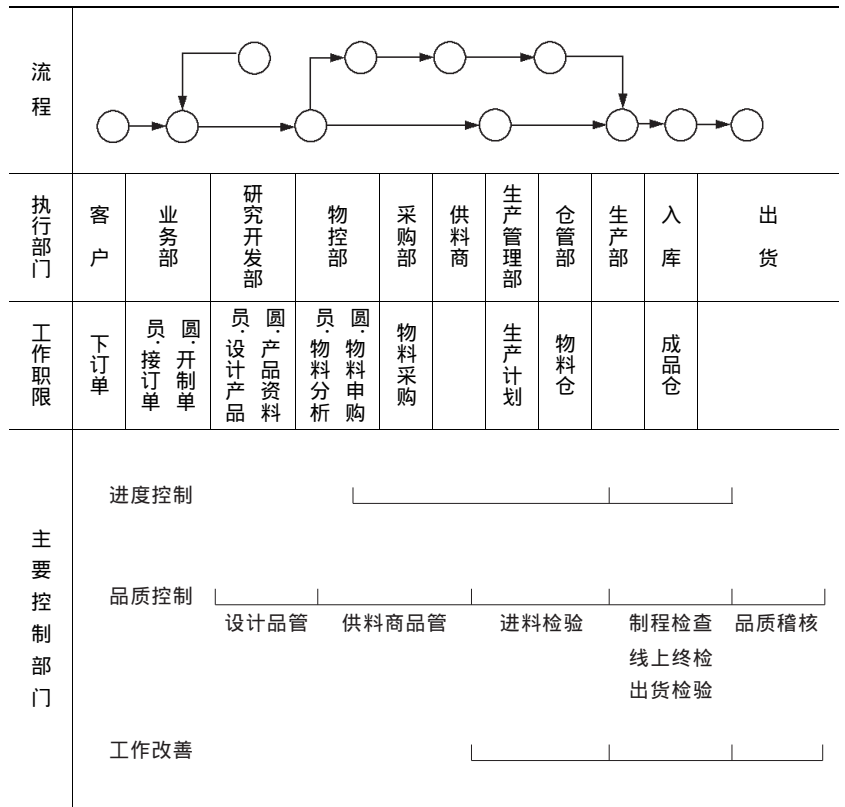 流程
执行部门
客户
业务部
研究开发部
物控部
采购部
供料商
生产管理部
仓管部
生产部
入库
出货
工作职限
下订单
员.接订单
圆.开制单
员.设计产品
圆.产品资料
员.物料分析
圆.物料申购
物料采购
生产计划
物料仓
成品仓
主要控制部门
进度控制
品质控制
设计品管
供料商品管
进料检验
制程检查
品质稽核
线上终检
出货检验
工作改善